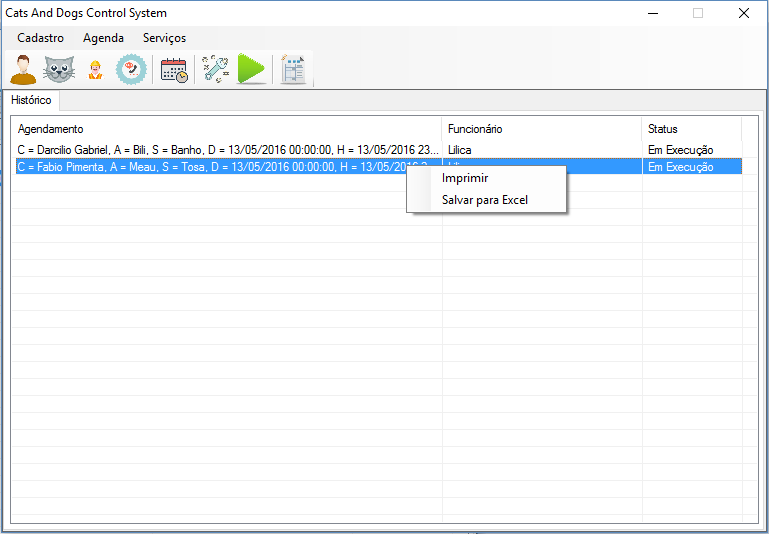 Cats And Dogs Control System
Cadastro Agenda Serviços
Histórico
Agendamento Funcionário Status
C = Darcilio Gabriel, A = Bili, S = Banho, D = 13/05/2016 00:00:00, H = 13/05/2016 23... Lilica Em Execução
C = Fabio Pimenta, A = Meau, S = Tosa, D = 13/05/2016 00:00:00, H = 13/05/2016 Em Execução
Imprimir
Salvar para Excel